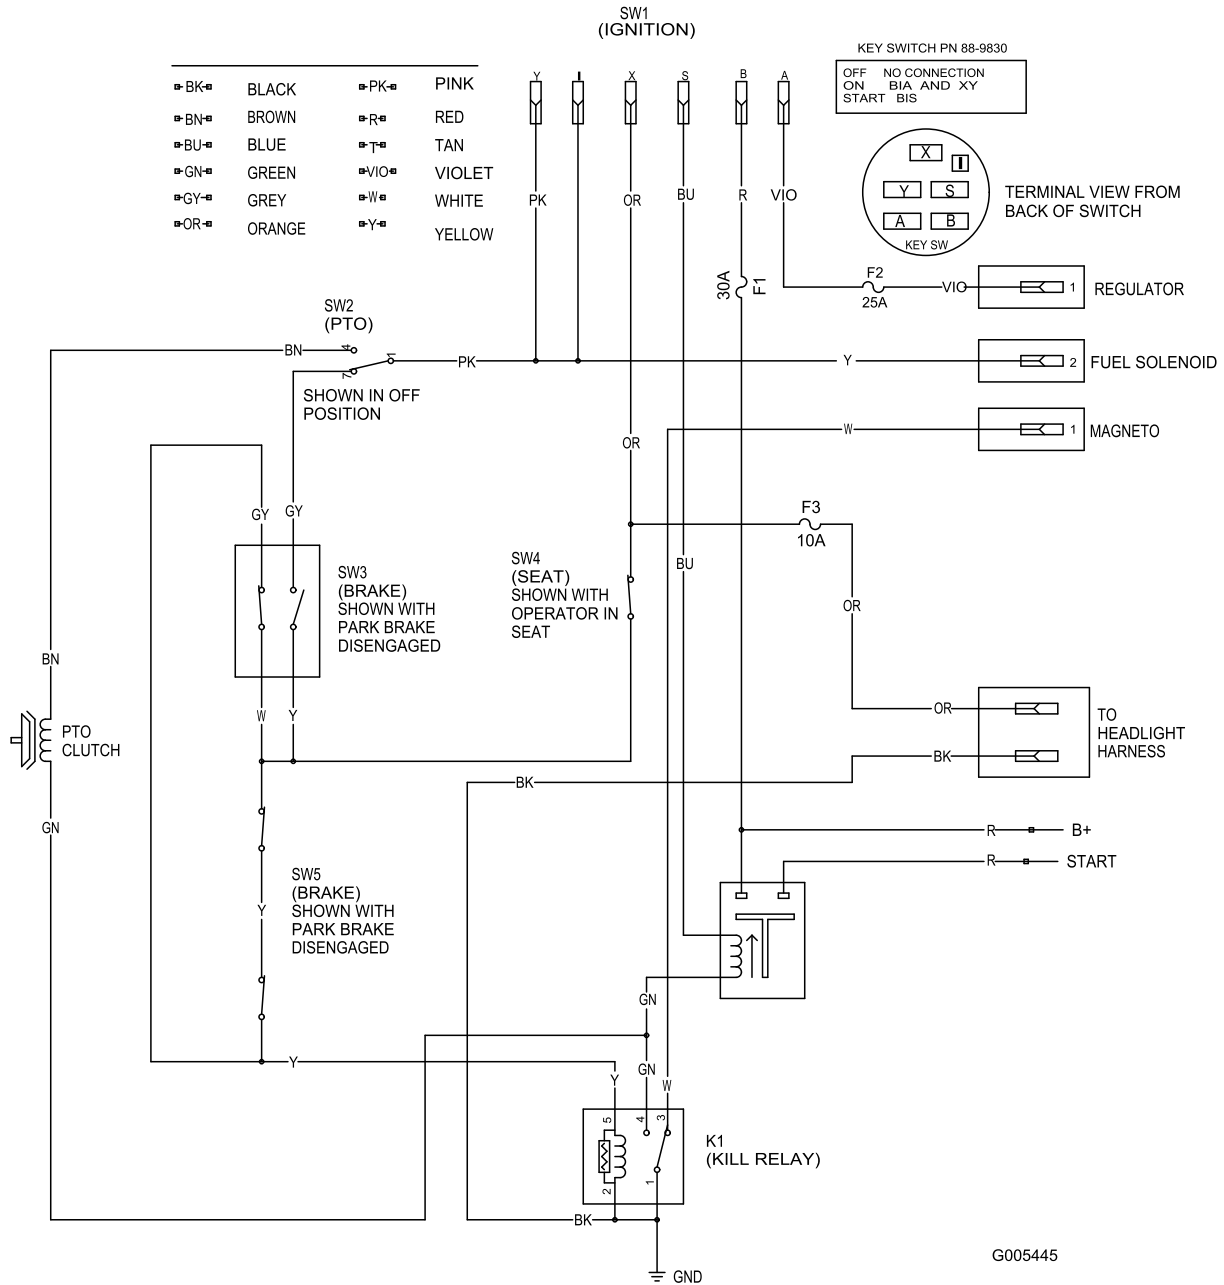 SW1
(IGNITION)
KEY SWITCH PN 88-9830
OFF NO CONNECTION
ON BIA AND XY
START BIS
BK BLACK PK PINK
BN BROWN R RED
BU BLUE T TAN
GN GREEN VIO VIOLET
GY GREY W WHITE
OR ORANGE Y YELLOW
Y I X S B A
PK OR BU R VIO
X
I
Y S
A B
KEY SW
TERMINAL VIEW FROM
BACK OF SWITCH
30A
F1
F2
25A
VIO
1
REGULATOR
SW2
(PTO)
BN
4
1
7
PK
Y
2
FUEL SOLENOID
SHOWN IN OFF
POSITION
OR
W
1
MAGNETO
GY GY
F3
10A
SW3
(BRAKE)
SHOWN WITH
PARK BRAKE
DISENGAGED
SW4
(SEAT)
SHOWN WITH
OPERATOR IN
SEAT
BU
OR
BN
PTO
CLUTCH
W Y
OR
BK
TO
HEADLIGHT
HARNESS
BK
GN
R
B+
R
START
SW5
(BRAKE)
SHOWN WITH
PARK BRAKE
DISENGAGED
Y
GN
Y
Y
GN
W
5
4
3
2
1
K1
(KILL RELAY)
BK
GND
G005445